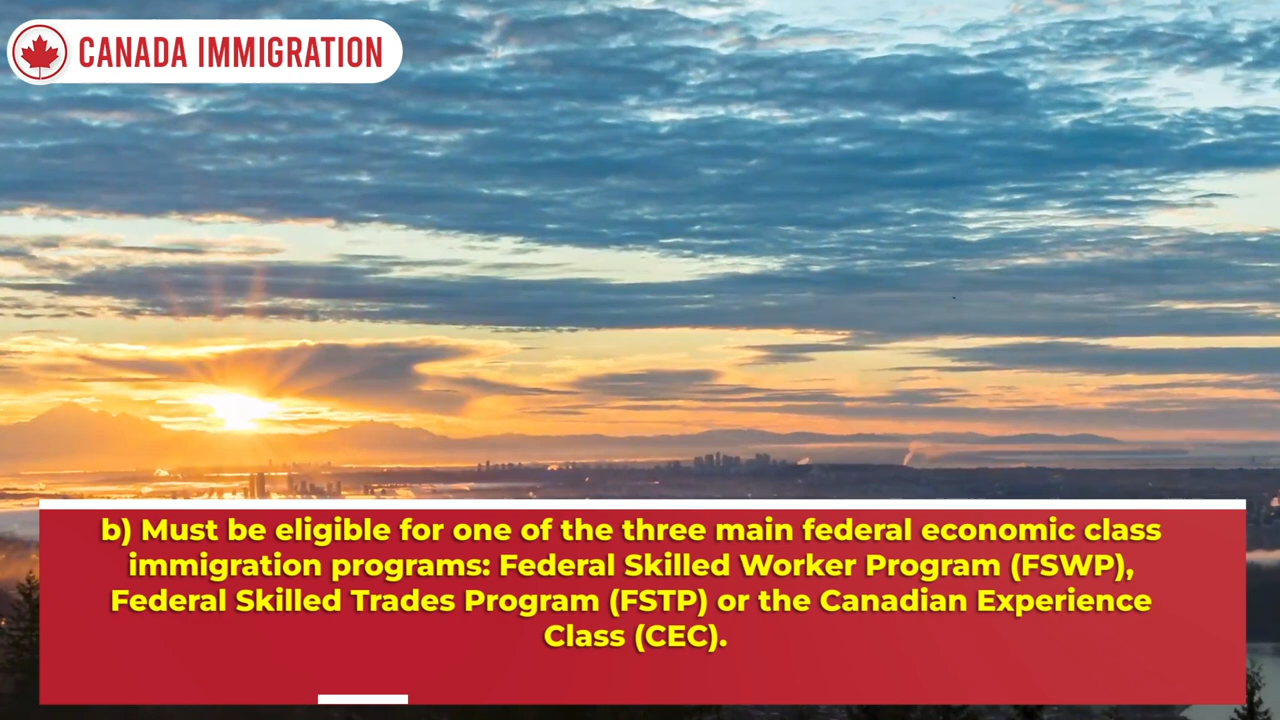 CANADA IMMIGRATION
b) Must be eligible for one of the three main federal economic class
immigration programs: Federal Skilled Worker Program (FSWP),
Federal Skilled Trades Program (FSTP) or the Canadian Experience
Class (CEC).